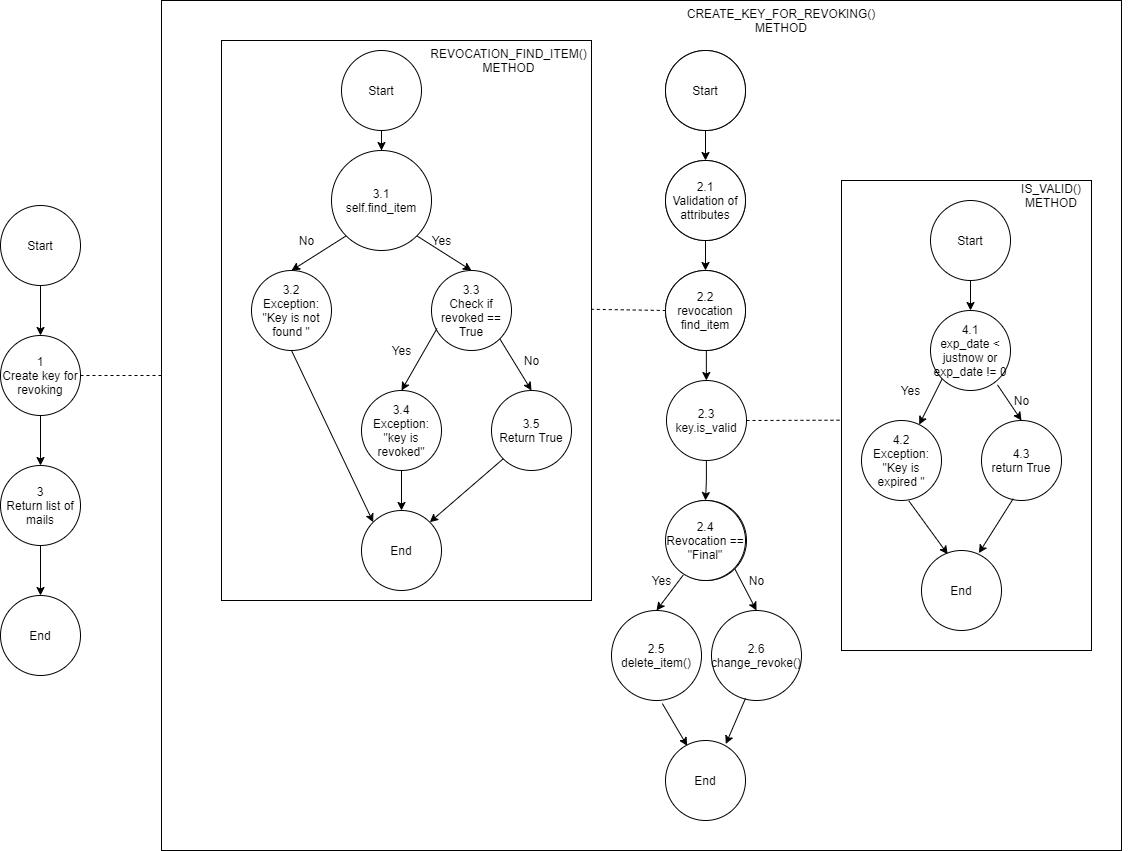 CREATE_KEY_FOR_REVOKING()
METHOD
REVOCATION_FIND_ITEM()
METHOD
Start
3.1
self.find_item
No
Yes
3.2
Exception:
"Key is not
found "
3.3
Check if
revoked ==
True
Yes
No
3.4
Exception:
"key is
revoked"
3.5
Return True
End
Start
2.1
Validation of
attributes
2.2
revocation
find_item
2.3
key.is_valid
2.4
Revocation ==
"Final"
Yes
No
2.5
delete_item()
2.6
change_revoke()
End
IS_VALID()
METHOD
Start
4.1
exp_date <
justnow or
exp_date != 0
Yes
No
4.2
Exception:
"Key is
expired "
4.3
return True
End
Start
1
Create key for
revoking
3
Return list of
mails
End